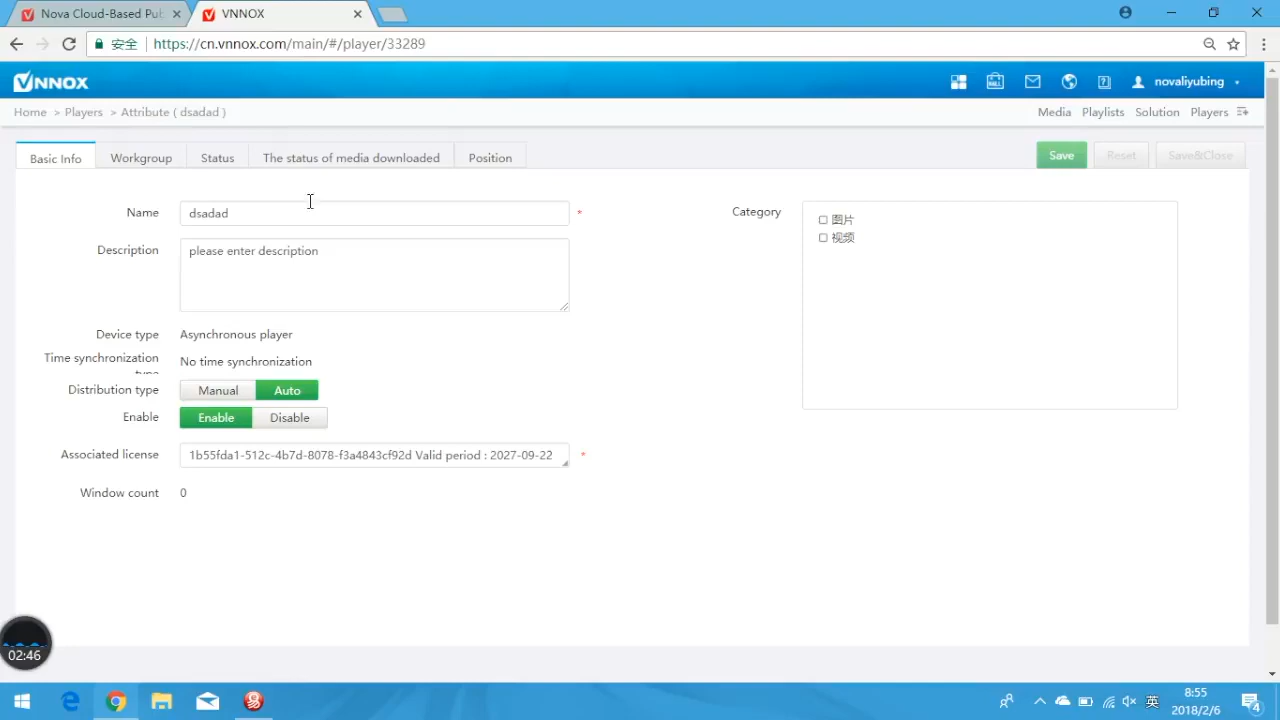 Nova Cloud-Based Pub
VNNOX
安全 https://cn.vnnox.com/main/#/player/33289
VNNOX
novaliyubing
Home > Players > Attribute ( dsadad )
Media Playlists Solution Players
Basic Info Workgroup Status The status of media downloaded Position
Save Reset Save&Close
Name dsadad *
Category
图片
视频
Description please enter description
Device type Asynchronous player
Time synchronization type No time synchronization
Distribution type Manual Auto
Enable Enable Disable
Associated license 1b55fda1-512c-4b7d-8078-f3a4843cf92d Valid period : 2027-09-22 *
Window count 0
02:46
英
8:55
2018/2/6
4